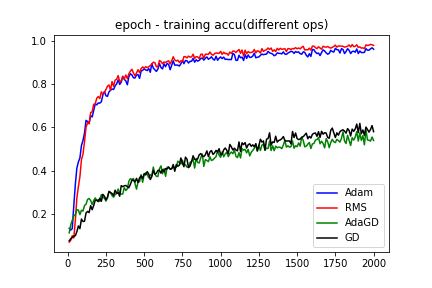 epoch - training accu(different ops)
1.0
0.8
0.6
0.4
0.2
0 250 500 750 1000 1250 1500 1750 2000
Adam
RMS
AdaGD
GD